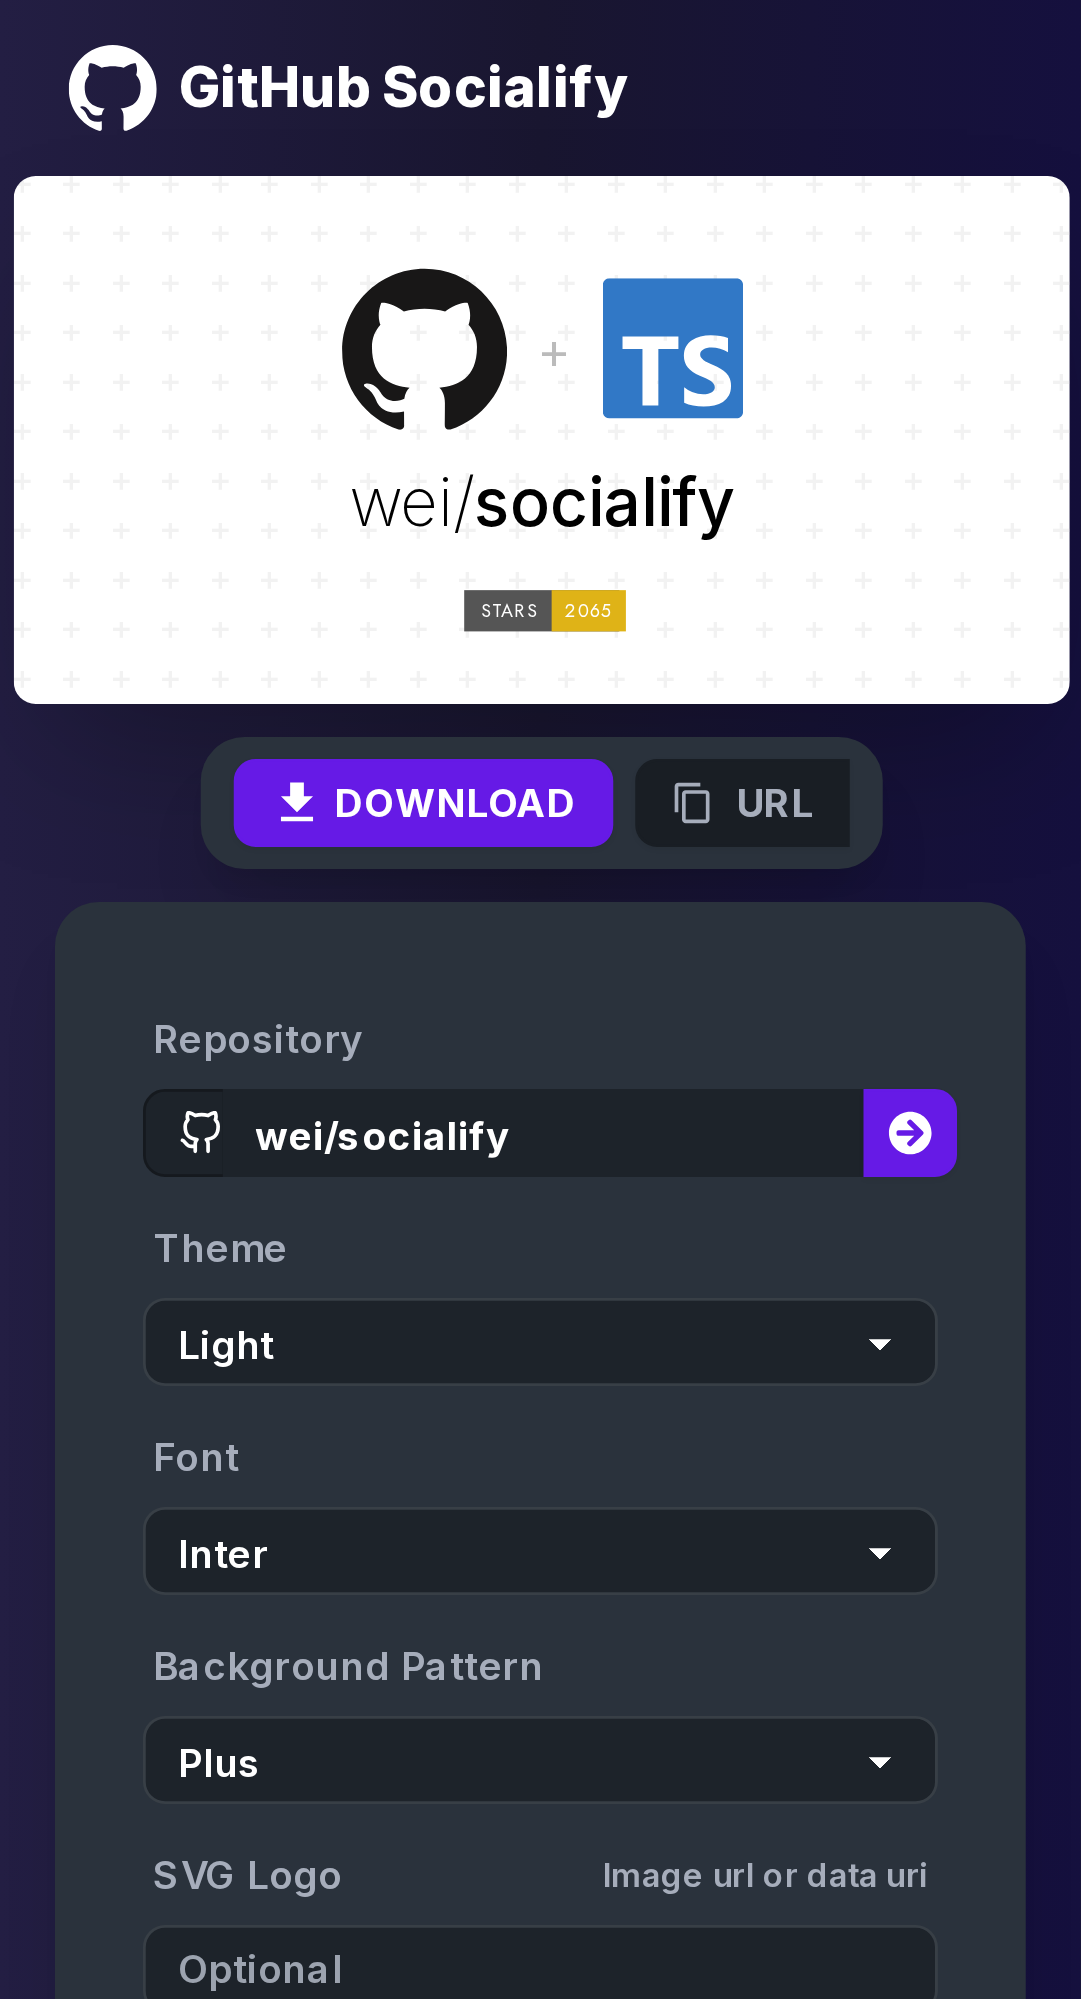 GitHub Socialify
TS
wei/socialify
STARS 2065
DOWNLOAD
URL
Repository
wei/socialify
Theme
Light
Font
Inter
Background Pattern
Plus
SVG Logo Image url or data uri
Optional